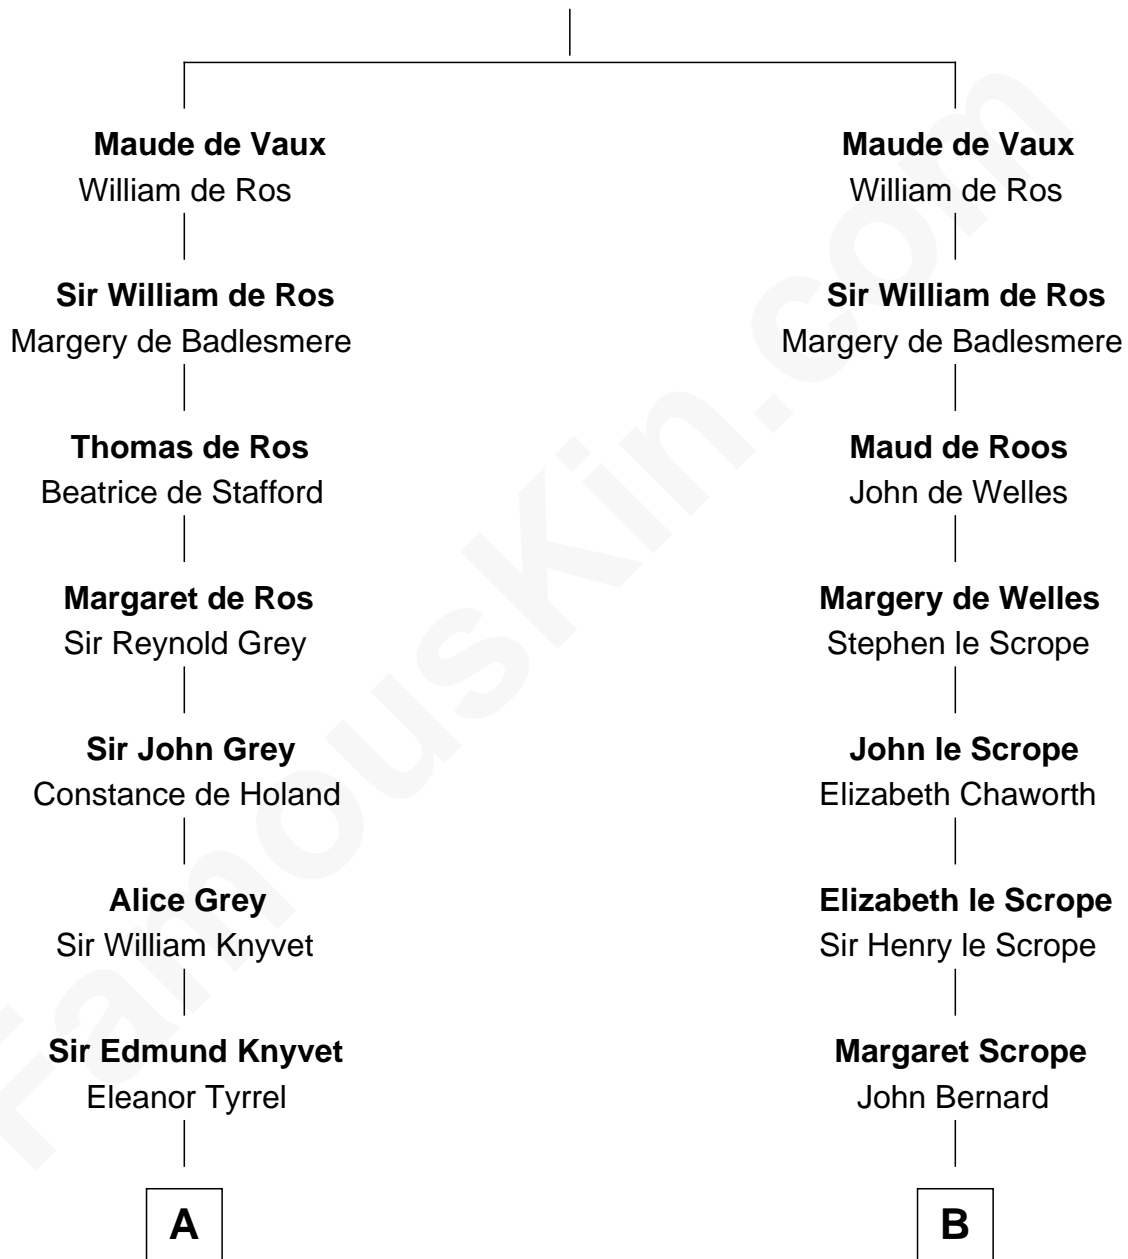 Maude de Vaux
William de Ros
Sir William de Ros
Margery de Badlesmere
Thomas de Ros
Beatrice de Stafford
Margaret de Ros
Sir Reynold Grey
Sir John Grey
Constance de Holand
Alice Grey
Sir William Knyvet
Sir Edmund Knyvet
Eleanor Tyrrel
A
Maude de Vaux
William de Ros
Sir William de Ros
Margery de Badlesmere
Maud de Roos
John de Welles
Margery de Welles
Stephen le Scrope
John le Scrope
Elizabeth Chaworth
Elizabeth le Scrope
Sir Henry le Scrope
Margaret Scrope
John Bernard
B
FamousKin.com